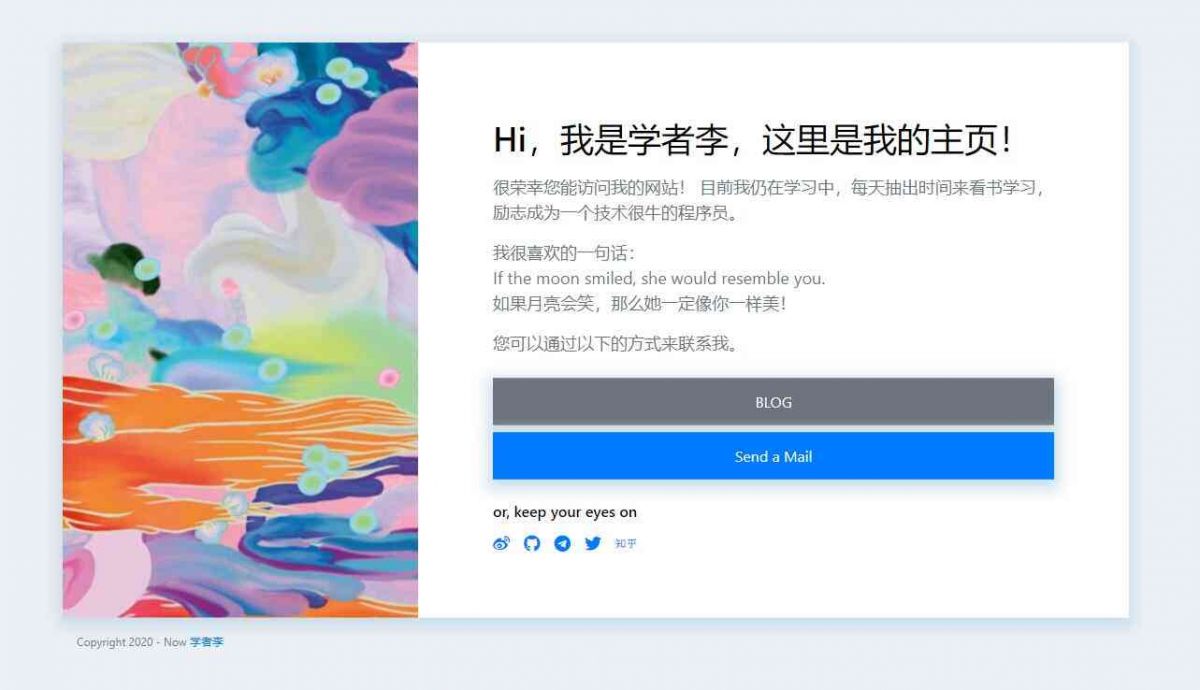 Hi，我是学者李，这里是我的主页！
很荣幸您能访问我的网站！ 目前我仍在学习中，每天抽出时间来看书学习，
励志成为一个技术很牛的程序员。
我很喜欢的一句话：
If the moon smiled, she would resemble you.
如果月亮会笑，那么她一定像你一样美！
您可以通过以下的方式来联系我。
BLOG
Send a Mail
or, keep your eyes on
知乎
Copyright 2020 - Now 学者李